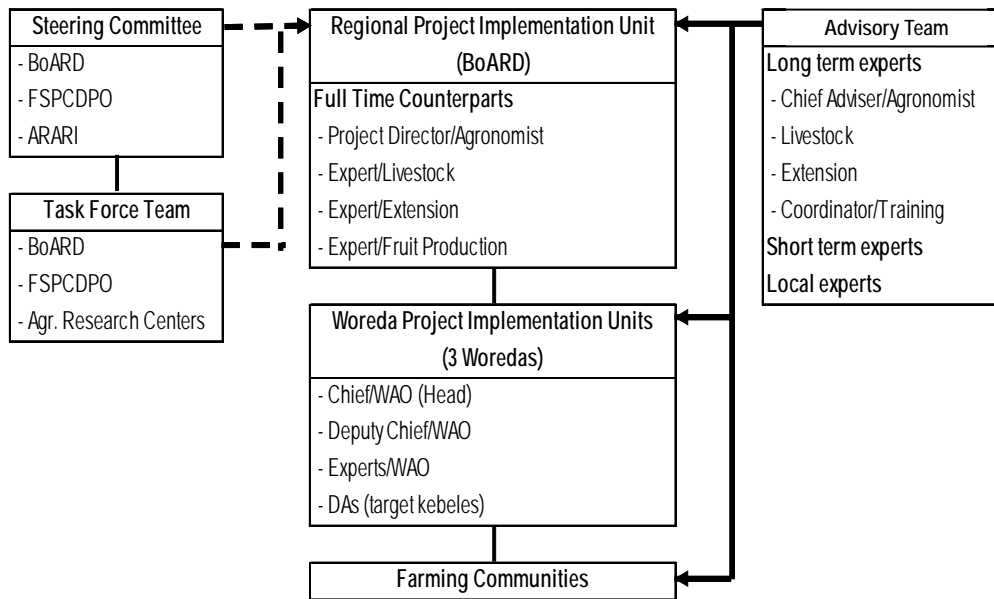 Steering Committee
- BoARD
- FSPCDPO
- ARARI
Task Force Team
- BoARD
- FSPCDPO
- Agr. Research Centers
Regional Project Implementation Unit
(BoARD)
Full Time Counterparts
- Project Director/Agronomist
- Expert/Livestock
- Expert/Extension
- Expert/Fruit Production
Woreda Project Implementation Units
(3 Woredas)
- Chief/WAO (Head)
- Deputy Chief/WAO
- Experts/WAO
- DAs (target kebeles)
Farming Communities
Advisory Team
Long term experts
- Chief Adviser/Agronomist
- Livestock
- Extension
- Coordinator/Training
Short term experts
Local experts